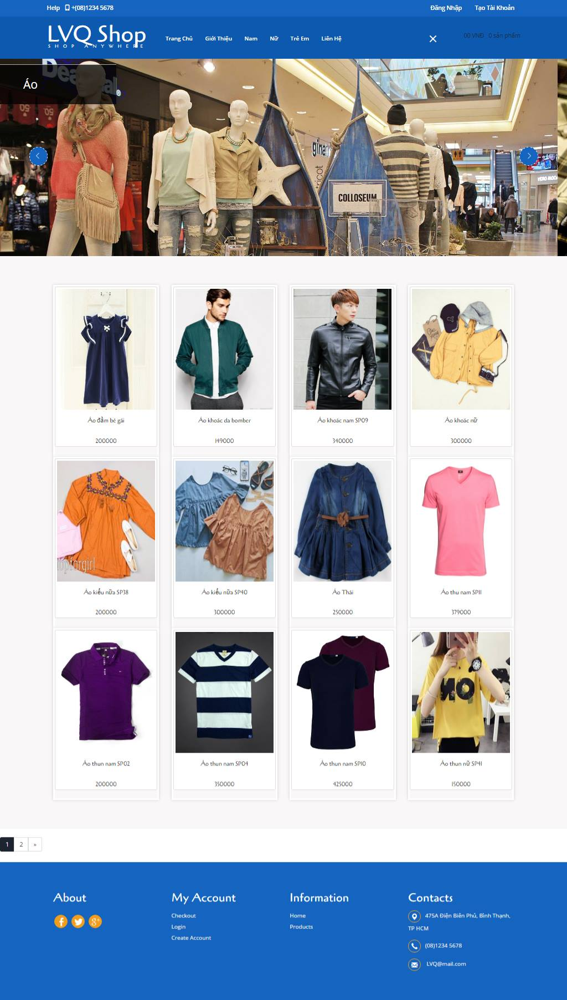 Help +(08)1234 5678
Đăng Nhập Tạo Tài Khoản
LVQ Shop
SHOP ANYWHERE
Trang Chủ Giới Thiệu Nam Nữ Trẻ Em Liên Hệ
00 VNĐ 0 sản phẩm
Áo
COLLOSEUM
Áo đầm bé gái
200000
Áo khoác da bomber
149000
Áo khoác nam SP09
340000
Áo khoác nữ
300000
Áo kiểu nữa SP38
200000
Áo kiểu nữa SP40
300000
Áo Thái
250000
Áo thu nam SP11
379000
Áo thun nam SP02
200000
Áo thun nam SP04
350000
Áo thun nam SP10
425000
Áo thun nữ SP41
150000
1 2 »
About
My Account
Checkout
Login
Create Account
Information
Home
Products
Contacts
475A Điện Biên Phủ, Bình Thạnh,
TP HCM
(08)1234 5678
LVQ@mail.com